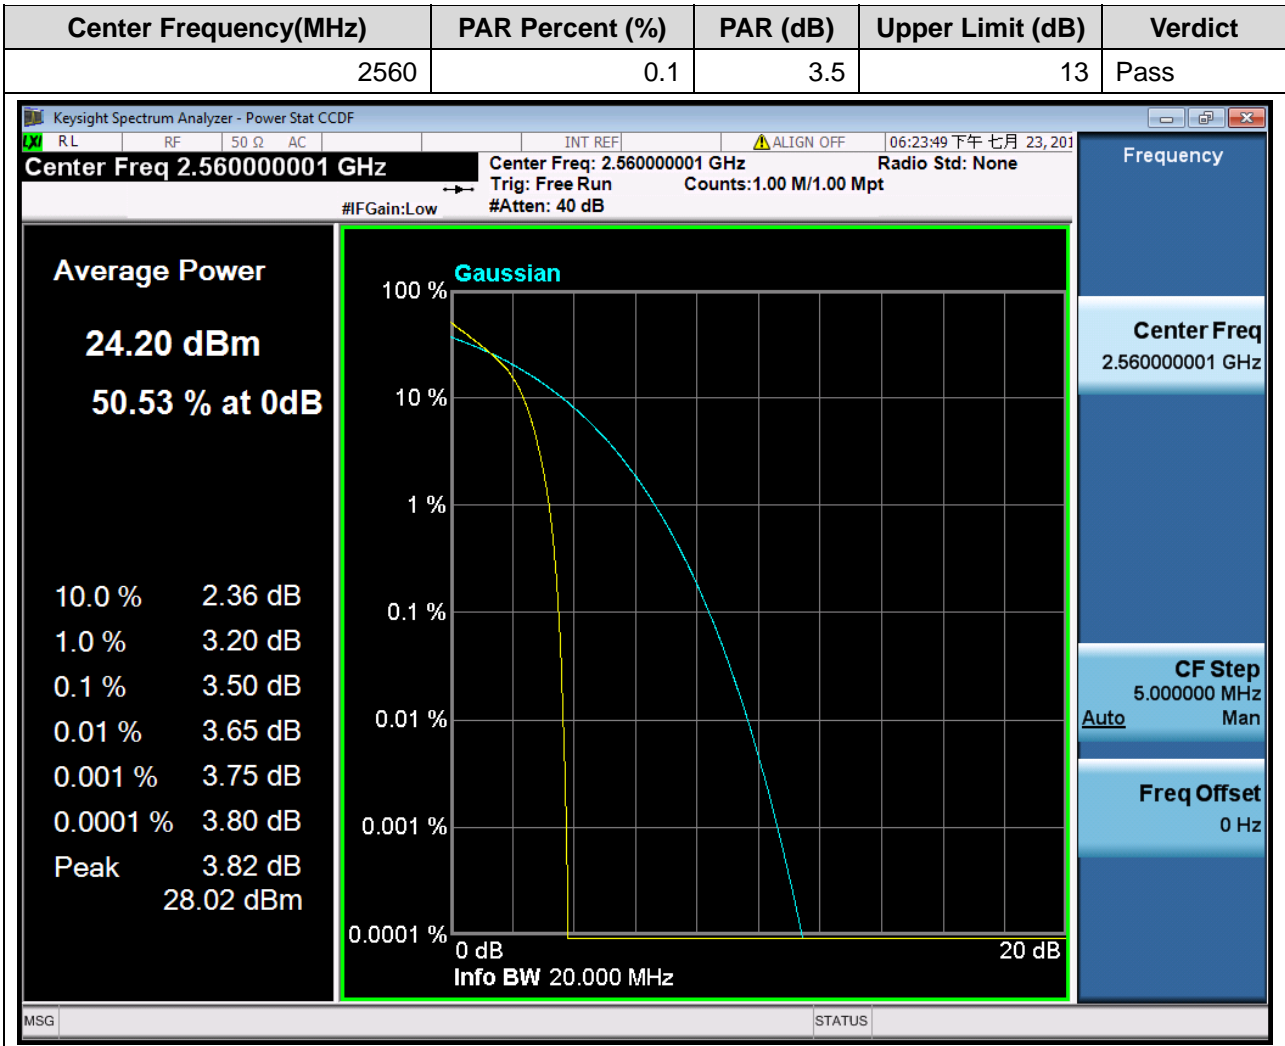 Center Frequency(MHz) PAR Percent (%) PAR (dB) Upper Limit (dB) Verdict
2560 0.1 3.5 13 Pass
Keysight Spectrum Analyzer - Power Stat CCDF
LXI RL RF 50 Ω AC INT REF ALIGN OFF 06:23:49 下午 七月 23, 201
Center Freq 2.560000001 GHz
Center Freq: 2.560000001 GHz Radio Std: None
Trig: Free Run Counts:1.00 M/1.00 Mpt
#IFGain:Low #Atten: 40 dB
Average Power
24.20 dBm
50.53 % at 0dB
10.0 % 2.36 dB
1.0 % 3.20 dB
0.1 % 3.50 dB
0.01 % 3.65 dB
0.001 % 3.75 dB
0.0001 % 3.80 dB
Peak 3.82 dB
28.02 dBm
Gaussian
100 %
10 %
1 %
0.1 %
0.01 %
0.001 %
0.0001 %
0 dB 20 dB
Info BW 20.000 MHz
Frequency
Center Freq
2.560000001 GHz
CF Step
5.000000 MHz
Auto Man
Freq Offset
0 Hz
MSG STATUS